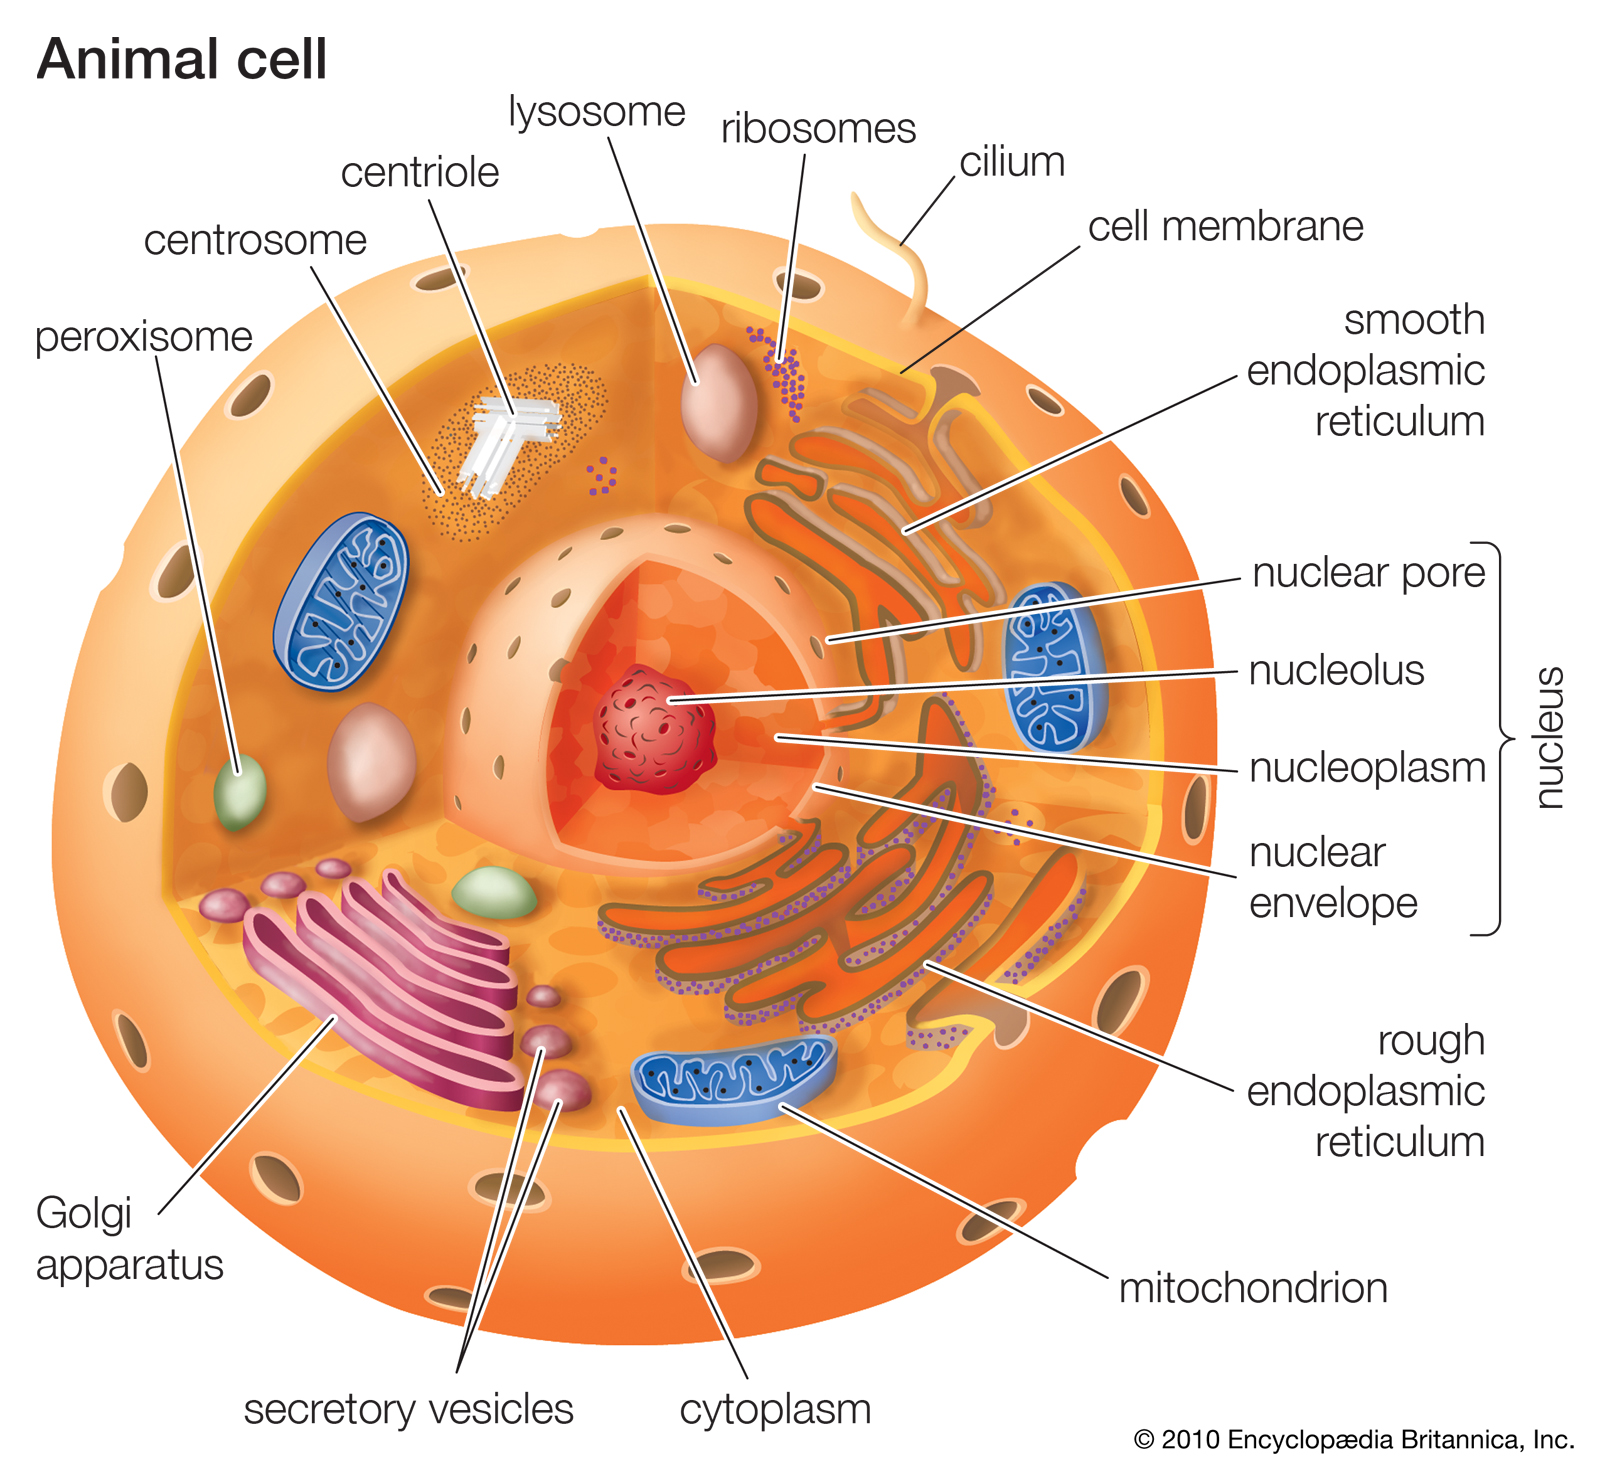 Animal cell
lysosome
ribosomes
cilium
centriole
cell membrane
centrosome
peroxisome
smooth
endoplasmic
reticulum
nuclear pore
nucleolus
nucleoplasm
nuclear
envelope
nucleus
rough
endoplasmic
reticulum
Golgi
apparatus
mitochondrion
secretory vesicles
cytoplasm
© 2010 Encyclopædia Britannica, Inc.